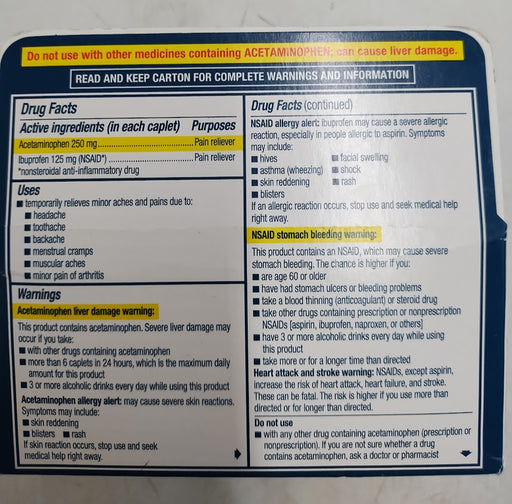 Do not use with other medicines containing ACETAMINOPHEN; can cause liver damage.
READ AND KEEP CARTON FOR COMPLETE WARNINGS AND INFORMATION
Drug Facts
Active ingredients (in each caplet) Purposes
Acetaminophen 250 mg ..................... Pain reliever
Ibuprofen 125 mg (NSAID*) ..................... Pain reliever
*nonsteroidal anti-inflammatory drug
Uses
■ temporarily relieves minor aches and pains due to:
■ headache
■ toothache
■ backache
■ menstrual cramps
■ muscular aches
■ minor pain of arthritis
Warnings
Acetaminophen liver damage warning:
This product contains acetaminophen. Severe liver damage may
occur if you take:
■ with other drugs containing acetaminophen
■ more than 6 caplets in 24 hours, which is the maximum daily
amount for this product
■ 3 or more alcoholic drinks every day while using this product
Acetaminophen allergy alert: may cause severe skin reactions.
Symptoms may include:
■ skin reddening
■ blisters ■ rash
If skin reaction occurs, stop use and seek
medical help right away.
Drug Facts (continued)
NSAID allergy alert: ibuprofen may cause a severe allergic
reaction, especially in people allergic to aspirin. Symptoms
may include:
■ hives ■ facial swelling
■ asthma (wheezing) ■ shock
■ skin reddening ■ rash
■ blisters
If an allergic reaction occurs, stop use and seek medical help
right away.
NSAID stomach bleeding warning:
This product contains an NSAID, which may cause severe
stomach bleeding. The chance is higher if you:
■ are age 60 or older
■ have had stomach ulcers or bleeding problems
■ take a blood thinning (anticoagulant) or steroid drug
■ take other drugs containing prescription or nonprescription
NSAIDs [aspirin, ibuprofen, naproxen, or others]
■ have 3 or more alcoholic drinks every day while using
this product
■ take more or for a longer time than directed
Heart attack and stroke warning: NSAIDs, except aspirin,
increase the risk of heart attack, heart failure, and stroke.
These can be fatal. The risk is higher if you use more than
directed or for longer than directed.
Do not use
■ with any other drug containing acetaminophen (prescription or
nonprescription). If you are not sure whether a drug
contains acetaminophen, ask a doctor or pharmacist